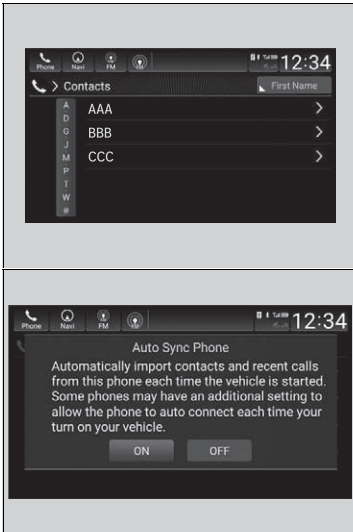 Phone Navi FM 12:34
Contacts First Name
A
AAA
D
G
BBB
J
M
CCC
P
T
W
#
Phone Navi FM 12:34
Auto Sync Phone
Automatically import contacts and recent calls
from this phone each time the vehicle is started.
Some phones may have an additional setting to
allow the phone to auto connect each time your
turn on your vehicle.
ON OFF